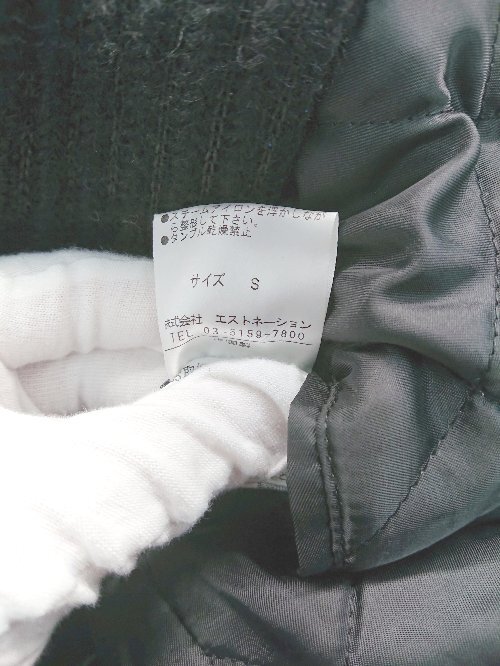 ●スチームアイロンを浮かしなが
ら整形して下さい。
●タンブル乾燥禁止
サイズ S
株式会社 エストネーション
TEL 03-5159-7800